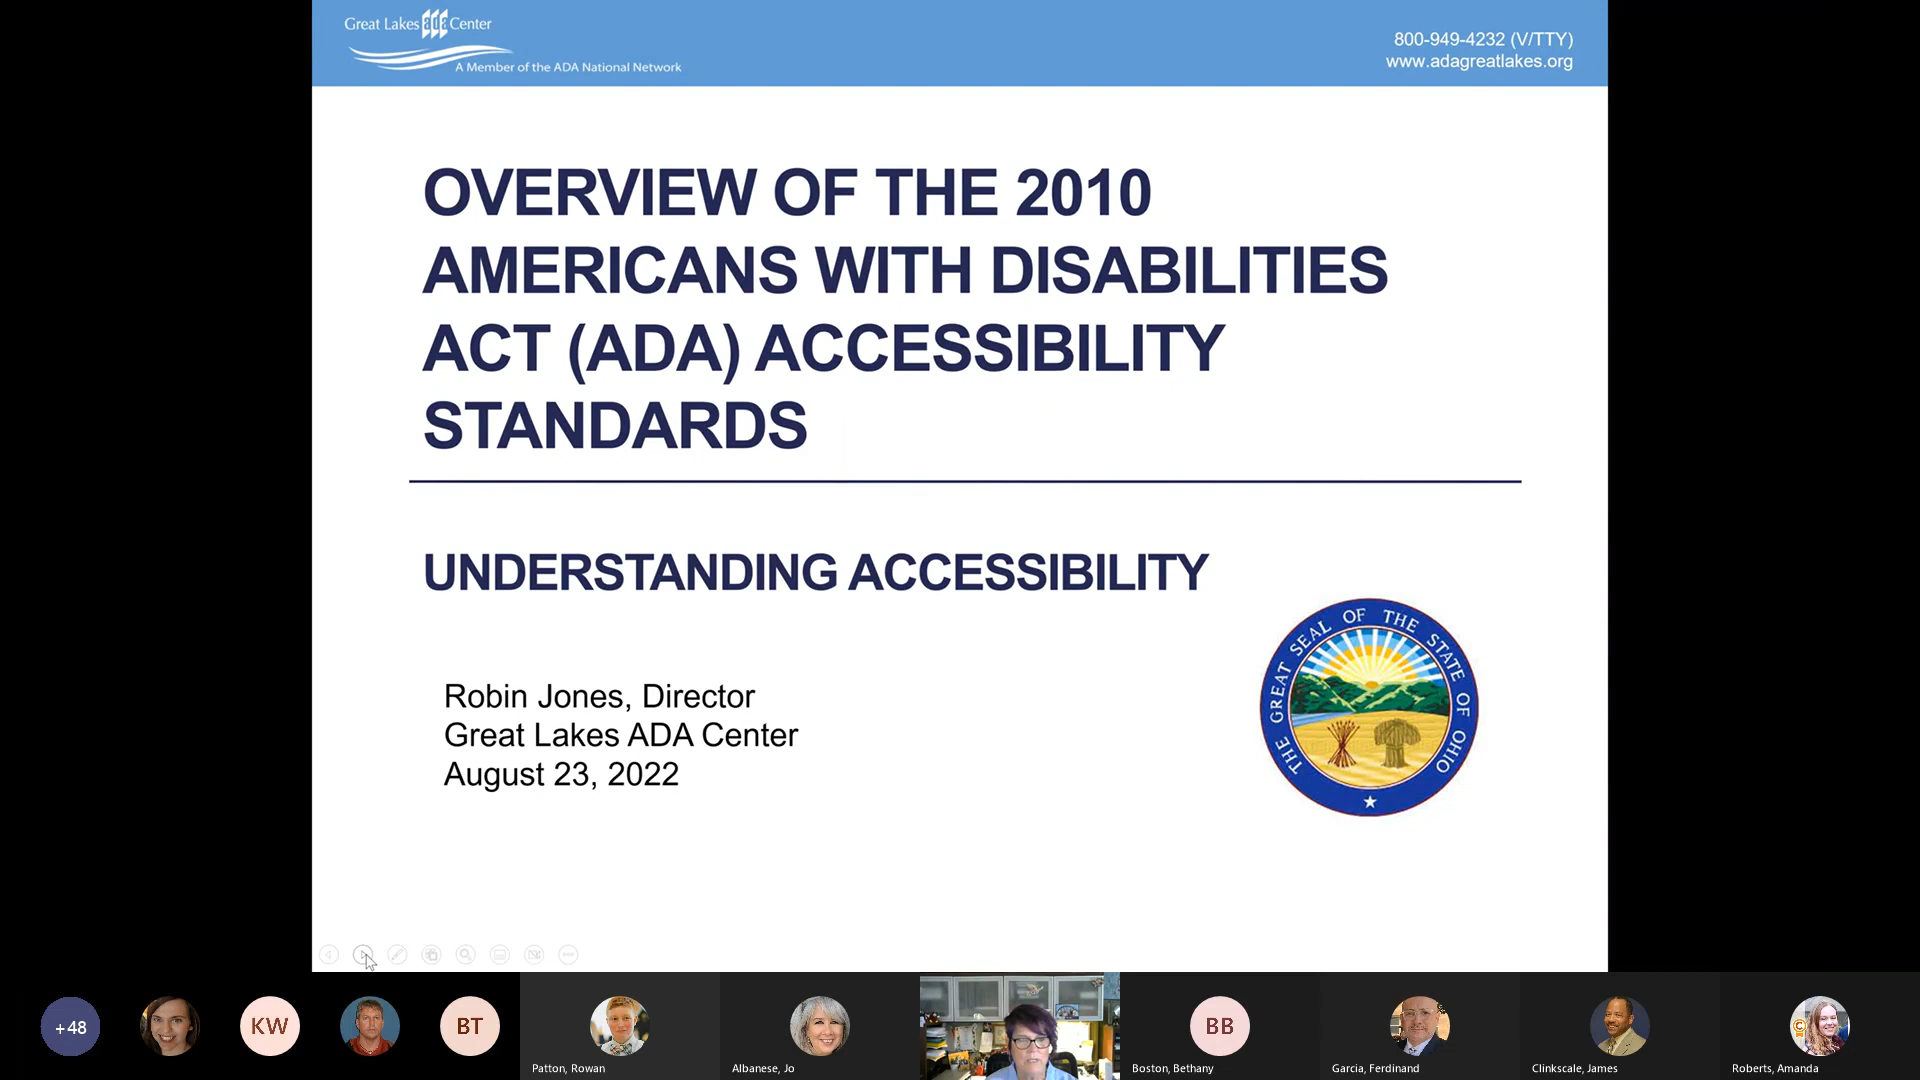 Great Lakes ada Center
A Member of the ADA National Network
800-949-4232 (V/TTY)
www.adagreatlakes.org
OVERVIEW OF THE 2010
AMERICANS WITH DISABILITIES
ACT (ADA) ACCESSIBILITY
STANDARDS
UNDERSTANDING ACCESSIBILITY
Robin Jones, Director
Great Lakes ADA Center
August 23, 2022
THE GREAT SEAL OF THE STATE OF OHIO
+48
KW
BT
Patton, Rowan
Albanese, Jo
BB
Boston, Bethany
Garcia, Ferdinand
Clinkscale, James
Roberts, Amanda